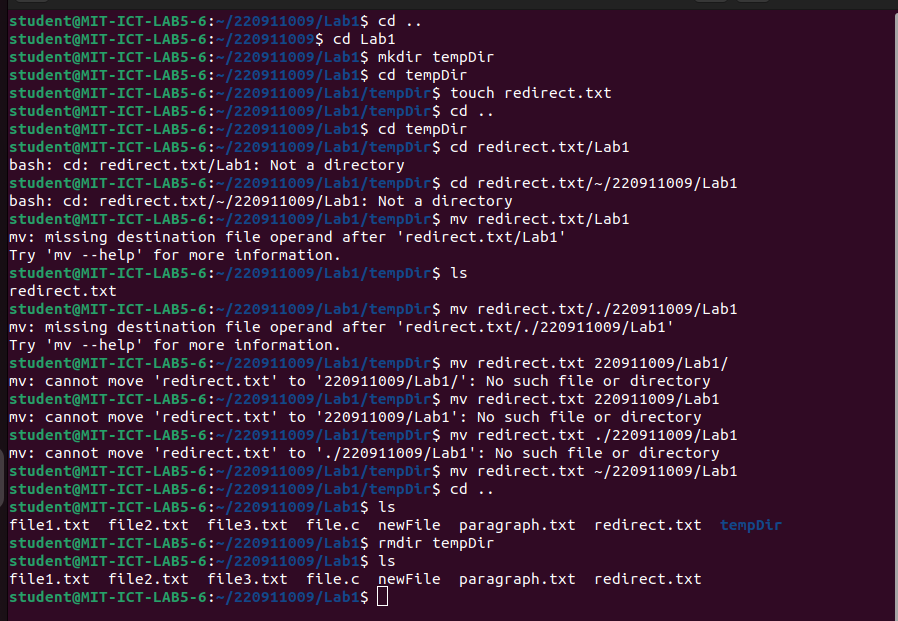 student@MIT-ICT-LAB5-6:~/220911009/Lab1$ cd ..
student@MIT-ICT-LAB5-6:~/220911009$ cd Lab1
student@MIT-ICT-LAB5-6:~/220911009/Lab1$ mkdir tempDir
student@MIT-ICT-LAB5-6:~/220911009/Lab1$ cd tempDir
student@MIT-ICT-LAB5-6:~/220911009/Lab1/tempDir$ touch redirect.txt
student@MIT-ICT-LAB5-6:~/220911009/Lab1/tempDir$ cd ..
student@MIT-ICT-LAB5-6:~/220911009/Lab1$ cd tempDir
student@MIT-ICT-LAB5-6:~/220911009/Lab1/tempDir$ cd redirect.txt/Lab1
bash: cd: redirect.txt/Lab1: Not a directory
student@MIT-ICT-LAB5-6:~/220911009/Lab1/tempDir$ cd redirect.txt/~/220911009/Lab1
bash: cd: redirect.txt/~/220911009/Lab1: Not a directory
student@MIT-ICT-LAB5-6:~/220911009/Lab1/tempDir$ mv redirect.txt/Lab1
mv: missing destination file operand after 'redirect.txt/Lab1'
Try 'mv --help' for more information.
student@MIT-ICT-LAB5-6:~/220911009/Lab1/tempDir$ ls
redirect.txt
student@MIT-ICT-LAB5-6:~/220911009/Lab1/tempDir$ mv redirect.txt/./220911009/Lab1
mv: missing destination file operand after 'redirect.txt/./220911009/Lab1'
Try 'mv --help' for more information.
student@MIT-ICT-LAB5-6:~/220911009/Lab1/tempDir$ mv redirect.txt 220911009/Lab1/
mv: cannot move 'redirect.txt' to '220911009/Lab1/': No such file or directory
student@MIT-ICT-LAB5-6:~/220911009/Lab1/tempDir$ mv redirect.txt 220911009/Lab1
mv: cannot move 'redirect.txt' to '220911009/Lab1': No such file or directory
student@MIT-ICT-LAB5-6:~/220911009/Lab1/tempDir$ mv redirect.txt ./220911009/Lab1
mv: cannot move 'redirect.txt' to './220911009/Lab1': No such file or directory
student@MIT-ICT-LAB5-6:~/220911009/Lab1/tempDir$ mv redirect.txt ~/220911009/Lab1
student@MIT-ICT-LAB5-6:~/220911009/Lab1/tempDir$ cd ..
student@MIT-ICT-LAB5-6:~/220911009/Lab1$ ls
file1.txt file2.txt file3.txt file.c newFile paragraph.txt redirect.txt tempDir
student@MIT-ICT-LAB5-6:~/220911009/Lab1$ rmdir tempDir
student@MIT-ICT-LAB5-6:~/220911009/Lab1$ ls
file1.txt file2.txt file3.txt file.c newFile paragraph.txt redirect.txt
student@MIT-ICT-LAB5-6:~/220911009/Lab1$